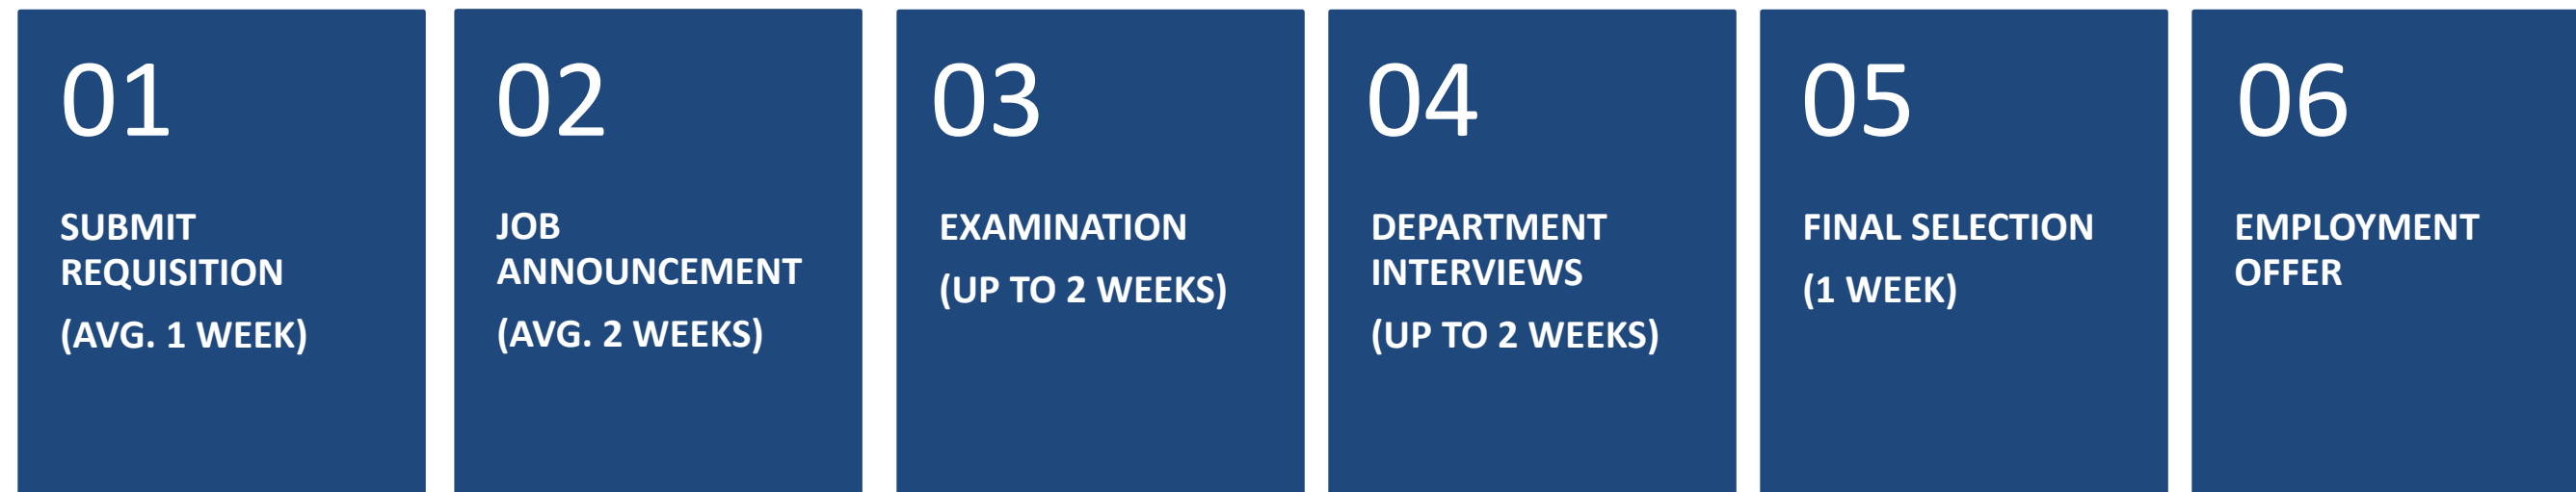 01
SUBMIT
REQUISITION
(AVG. 1 WEEK)
02
JOB
ANNOUNCEMENT
(AVG. 2 WEEKS)
03
EXAMINATION
(UP TO 2 WEEKS)
04
DEPARTMENT
INTERVIEWS
(UP TO 2 WEEKS)
05
FINAL SELECTION
(1 WEEK)
06
EMPLOYMENT
OFFER